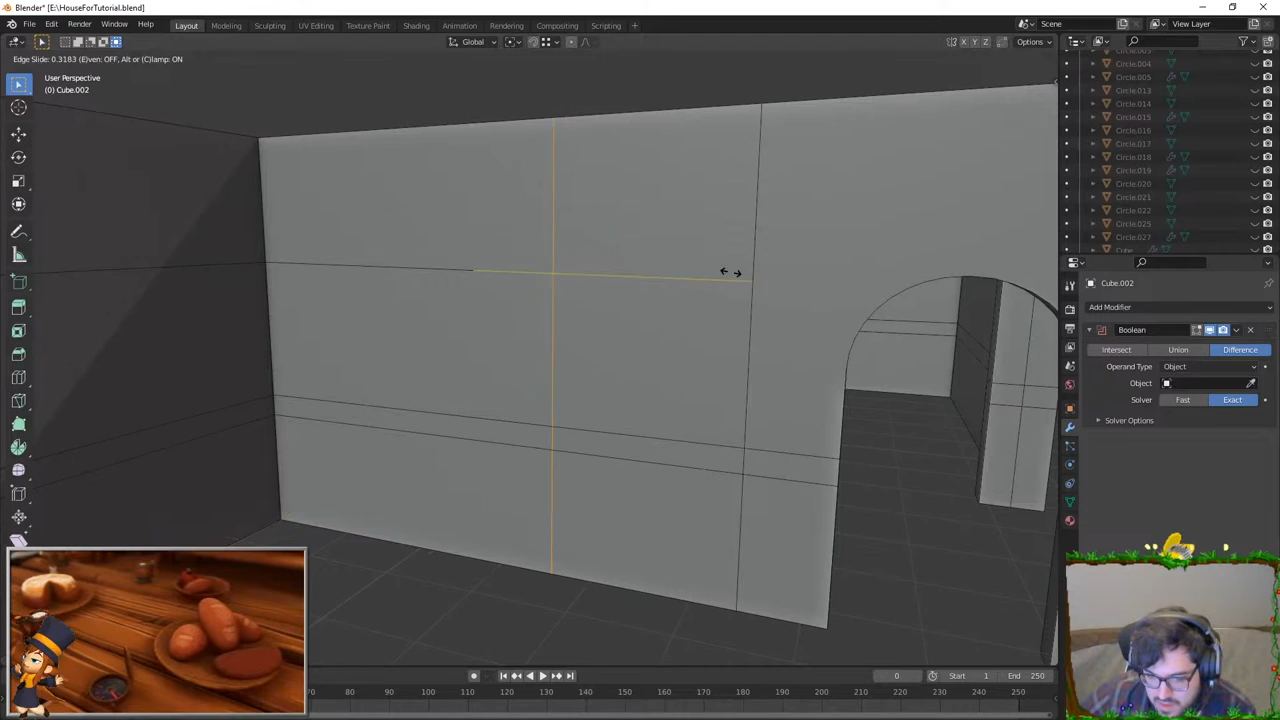 Blender* [E:\HouseForTutorial.blend]
File Edit Render Window Help
Layout Modeling Sculpting UV Editing Texture Paint Shading Animation Rendering Compositing Scripting
Scene View Layer
Global X Y Z Options
Edge Slide: 0.3183 (E)ven: OFF, Alt or (C)lamp: ON
User Perspective
(0) Cube.002
Circle.003
Circle.004
Circle.005
Circle.013
Circle.014
Circle.015
Circle.016
Circle.017
Circle.018
Circle.019
Circle.020
Circle.021
Circle.022
Circle.025
Circle.027
Cube
Cube.002
Add Modifier
Boolean
Intersect Union Difference
Operand Type Object
Object
Solver Fast Exact
Solver Options
0 Start 1 End 250
70 80 90 100 110 120 130 140 150 160 170 180 190 200 210 220 230 240 250